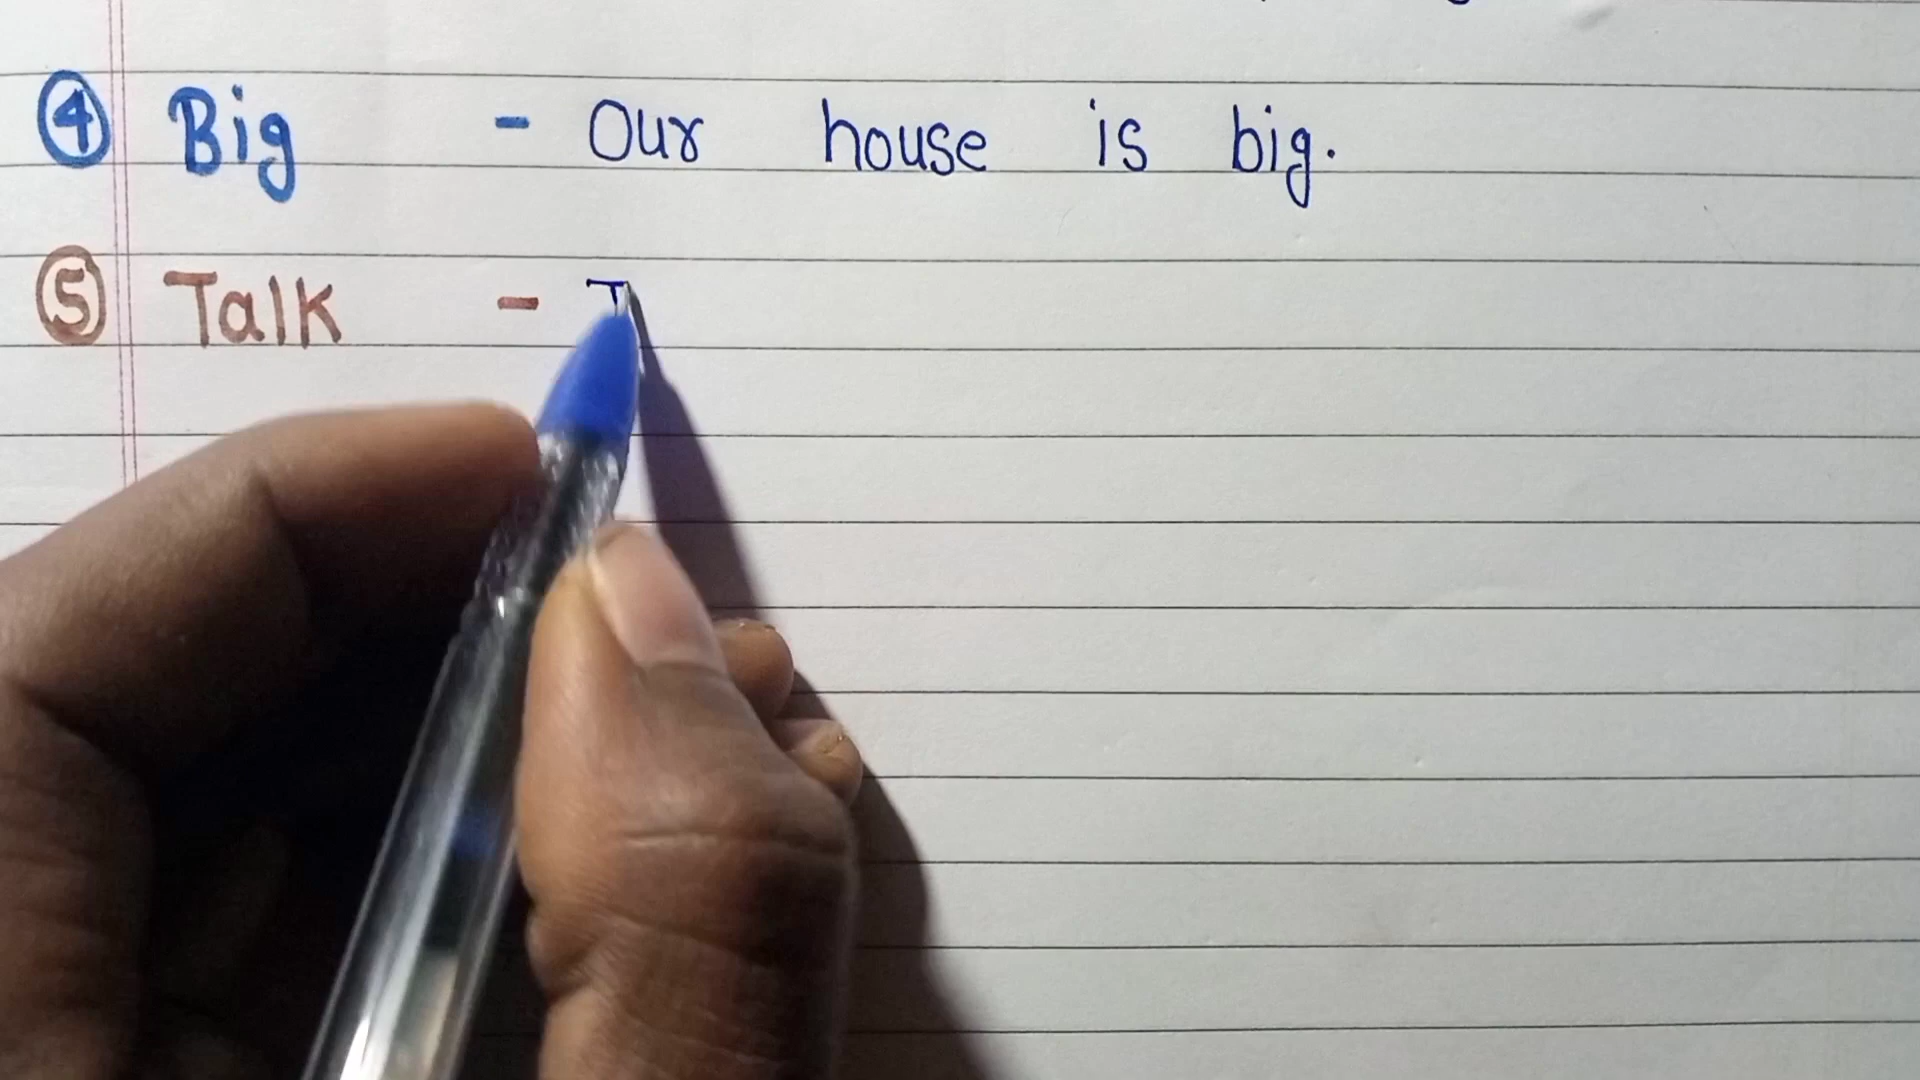 ④ Big - Our house is big.
⑤ Talk - T